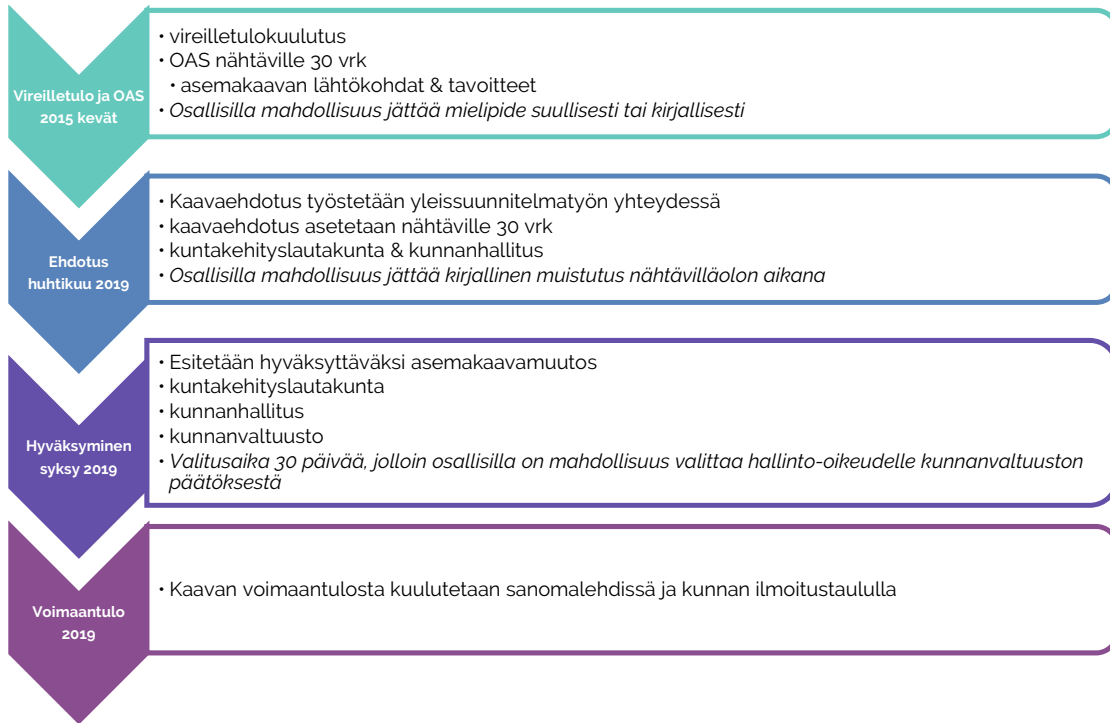 Vireilletulo ja OAS
2015 kevät
• vireilletulokuulutus
• OAS nähtäville 30 vrk
• asemakaavan lähtökohdat & tavoitteet
• Osallisilla mahdollisuus jättää mielipide suullisesti tai kirjallisesti
Ehdotus
huhtikuu 2019
• Kaavaehdotus työstetään yleissuunnitelmatyön yhteydessä
• kaavaehdotus asetetaan nähtäville 30 vrk
• kuntakehityslautakunta & kunnanhallitus
• Osallisilla mahdollisuus jättää kirjallinen muistutus nähtävilläolon aikana
Hyväksyminen
syksy 2019
• Esitetään hyväksyttäväksi asemakaavamuutos
• kuntakehityslautakunta
• kunnanhallitus
• kunnanvaltuusto
• Valitusaika 30 päivää, jolloin osallisilla on mahdollisuus valittaa hallinto-oikeudelle kunnanvaltuuston
päätöksestä
Voimaantulo
2019
• Kaavan voimaantulosta kuulutetaan sanomalehdissä ja kunnan ilmoitustaululla